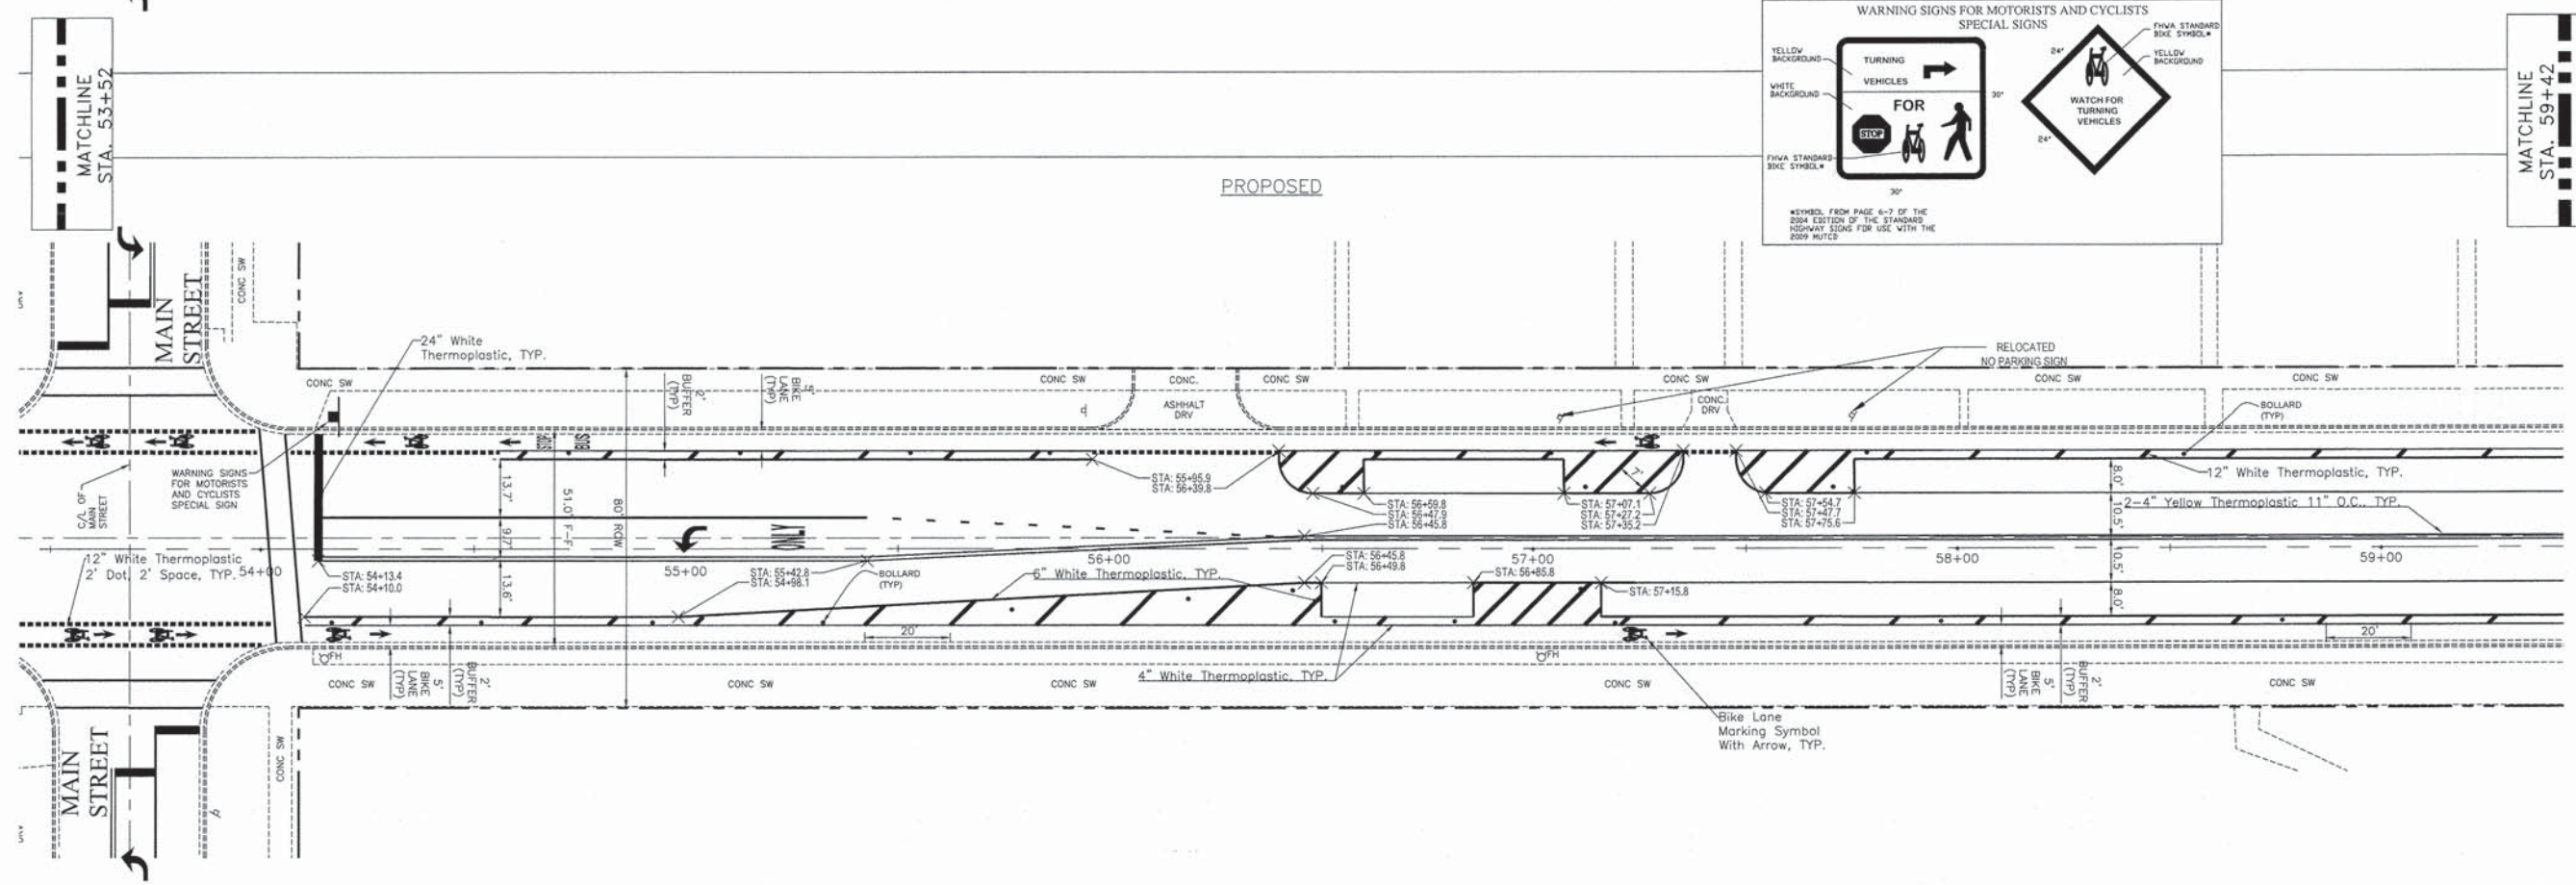 MATCHLINE
STA. 53+52
WARNING SIGNS FOR MOTORISTS AND CYCLISTS
SPECIAL SIGNS
YELLOW
BACKGROUND
WHITE
BACKGROUND
FHWA STANDARD
BIKE SYMBOL*
TURNING
VEHICLES
FOR
STOP
30"
30"
24"
24"
WATCH FOR
TURNING
VEHICLES
FHWA STANDARD
BIKE SYMBOL*
YELLOW
BACKGROUND
*SYMBOL FROM PAGE 6-7 OF THE
2004 EDITION OF THE STANDARD
HIGHWAY SIGNS FOR USE WITH THE
2009 MUTCD
MATCHLINE
STA. 59+42
PROPOSED
DRV
MAIN
STREET
CONC SW
24" White
Thermoplastic, TYP.
CONC SW
2'
BUFFER
(TYP)
5'
BIKE
LANE
(TYP)
CONC SW
CONC.
ASHHALT
DRV
CONC SW
RELOCATED
NO PARKING SIGN
CONC SW
CONC.
DRV
CONC SW
CONC SW
BOLLARD
(TYP)
STOP
BUS
WARNING SIGNS
FOR MOTORISTS
AND CYCLISTS
SPECIAL SIGN
C/L OF
MAIN
STREET
13.7'
51.0' F-F
80' ROW
9.7'
13.6'
ONLY
STA: 55+95.9
STA: 56+39.8
STA: 56+59.8
STA: 56+47.9
STA: 56+45.8
7'
STA: 57+07.1
STA: 57+27.2
STA: 57+35.2
STA: 57+54.7
STA: 57+47.7
STA: 57+75.6
8.0'
10.5'
10.5'
8.0'
12" White Thermoplastic, TYP.
2-4" Yellow Thermoplastic 11" O.C., TYP.
12" White Thermoplastic
2' Dot, 2' Space, TYP.
54+00
55+00
56+00
57+00
58+00
59+00
STA: 54+13.4
STA: 54+10.0
STA: 55+42.8
STA: 54+98.1
BOLLARD
(TYP)
6" White Thermoplastic, TYP.
STA: 56+45.8
STA: 56+49.8
STA: 56+85.8
STA: 57+15.8
20'
20'
FH
FH
CONC SW
5'
BIKE
LANE
(TYP)
2'
BUFFER
(TYP)
CONC SW
CONC SW
4" White Thermoplastic, TYP.
CONC SW
5'
BIKE
LANE
(TYP)
2'
BUFFER
(TYP)
CONC SW
Bike Lane
Marking Symbol
With Arrow, TYP.
MAIN
STREET
CONC SW
DRV